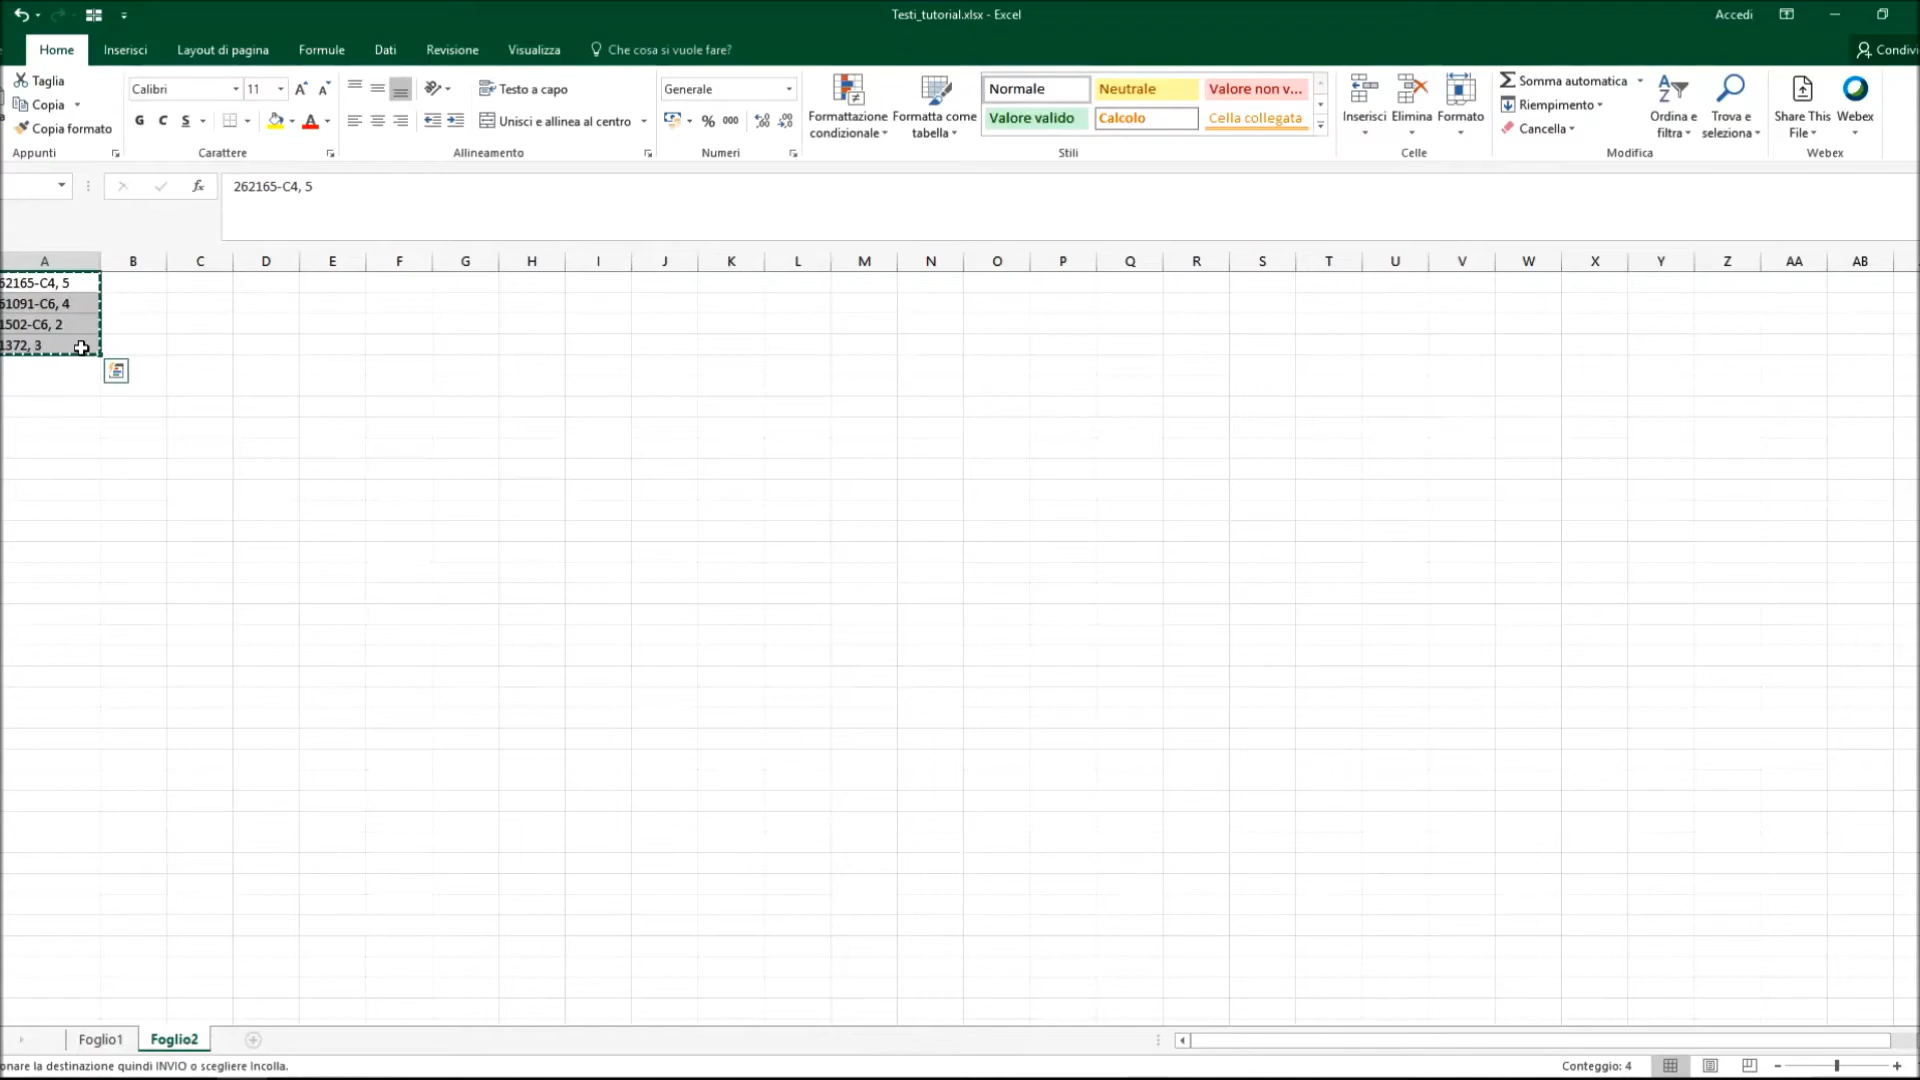 Testi_tutorial.xlsx - Excel
Accedi
Home Inserisci Layout di pagina Formule Dati Revisione Visualizza Che cosa si vuole fare?
Condivi
Taglia
Copia
Copia formato
Appunti
Calibri 11
G C S
Carattere
Testo a capo
Unisci e allinea al centro
Allineamento
Generale
% 000
Numeri
Formattazione condizionale
Formatta come tabella
Normale Neutrale Valore non v...
Valore valido Calcolo Cella collegata
Stili
Inserisci Elimina Formato
Celle
Somma automatica
Riempimento
Cancella
Ordina e filtra
Trova e seleziona
Modifica
Share This File
Webex
Webex
fx 262165-C4, 5
A B C D E F G H I J K L M N O P Q R S T U V W X Y Z AA AB
62165-C4, 5
61091-C6, 4
1502-C6, 2
1372, 3
Foglio1 Foglio2
onare la destinazione quindi INVIO o scegliere Incolla.
Conteggio: 4